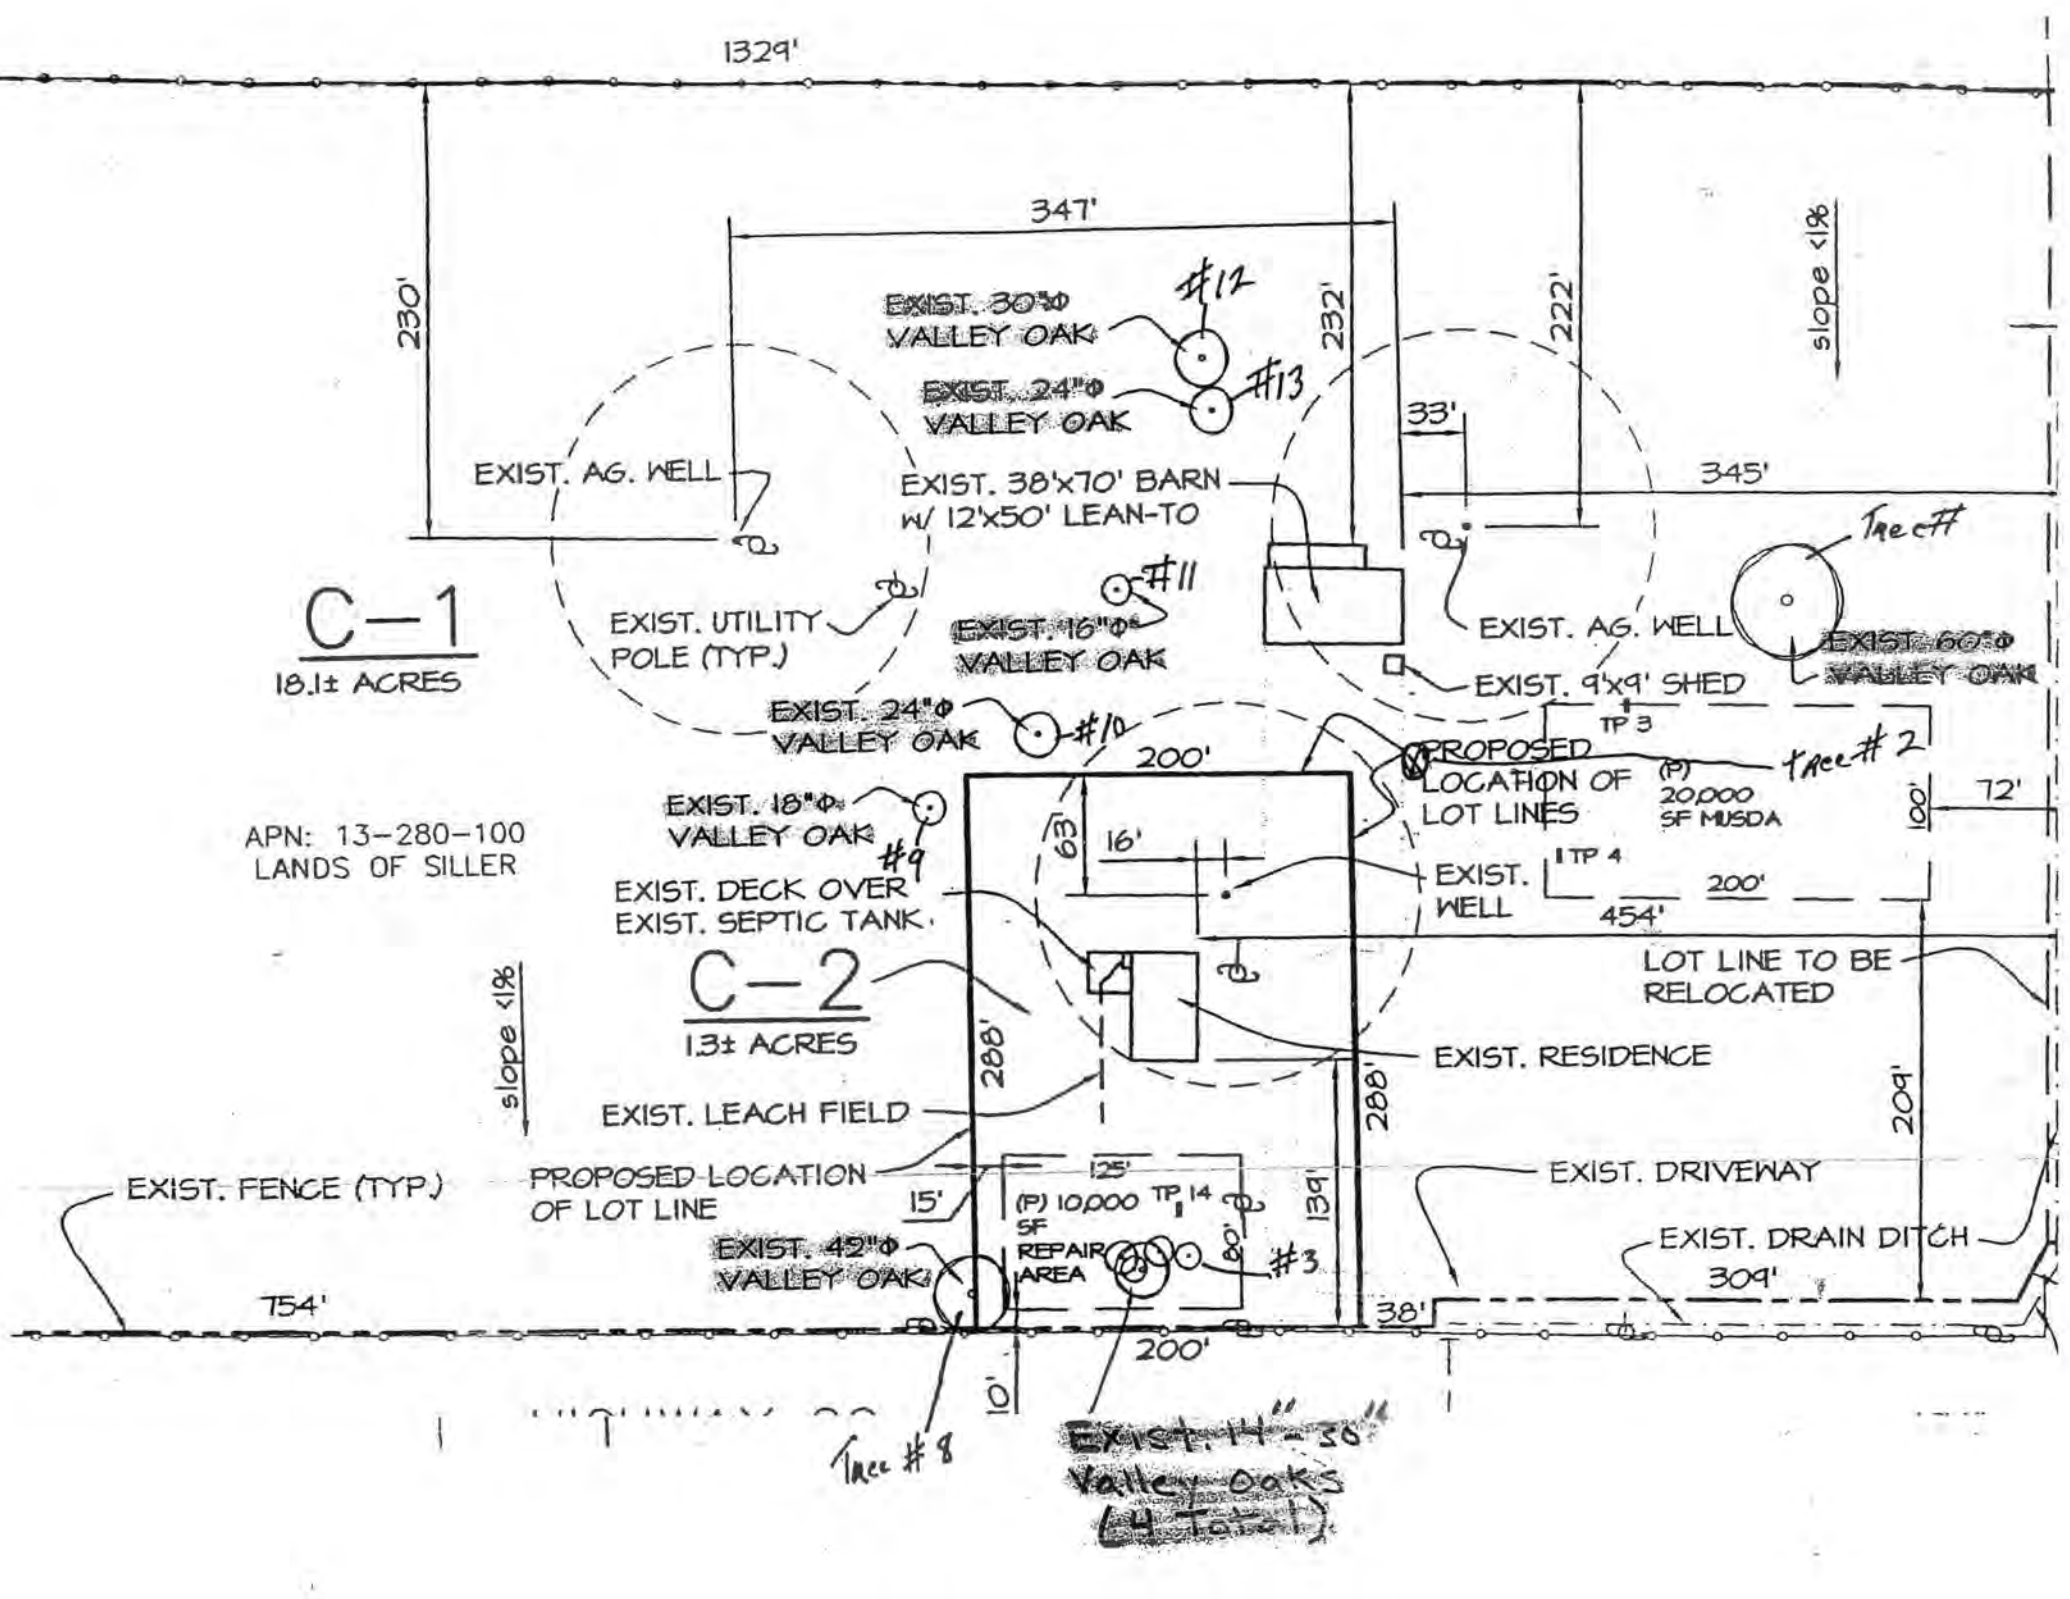 1329'
347'
230'
232'
222'
slope <1%
#12
EXIST. 30"Φ
VALLEY OAK
#13
EXIST. 24"Φ
VALLEY OAK
33'
345'
EXIST. AG. WELL
EXIST. 38'x70' BARN
W/ 12'x50' LEAN-TO
Tree #
#11
C-1
18.1± ACRES
EXIST. UTILITY
POLE (TYP.)
EXIST. 16"Φ
VALLEY OAK
EXIST. AG. WELL
EXIST. 60"Φ
VALLEY OAK
EXIST. 9'x9' SHED
EXIST. 24"Φ
VALLEY OAK
#10
200'
TP 3
PROPOSED
LOCATION OF
LOT LINES
tree # 2
(P)
20,000
SF MUSDA
100'
72'
EXIST. 18"Φ
VALLEY OAK
#9
63'
16'
APN: 13-280-100
LANDS OF SILLER
TP 4
200'
EXIST. DECK OVER
EXIST. SEPTIC TANK.
EXIST.
WELL
454'
C-2
1.3± ACRES
LOT LINE TO BE
RELOCATED
slope <1%
288'
EXIST. RESIDENCE
288'
209'
EXIST. LEACH FIELD
EXIST. FENCE (TYP.)
PROPOSED LOCATION
OF LOT LINE
15'
125'
(P) 10,000
SF
REPAIR
AREA
TP 14
80'
139'
#3
EXIST. DRIVEWAY
EXIST. DRAIN DITCH
309'
EXIST. 42"Φ
VALLEY OAK
754'
38'
200'
10'
Tree # 8
Exist. 14"-30"
Valley Oaks
(4 Total)